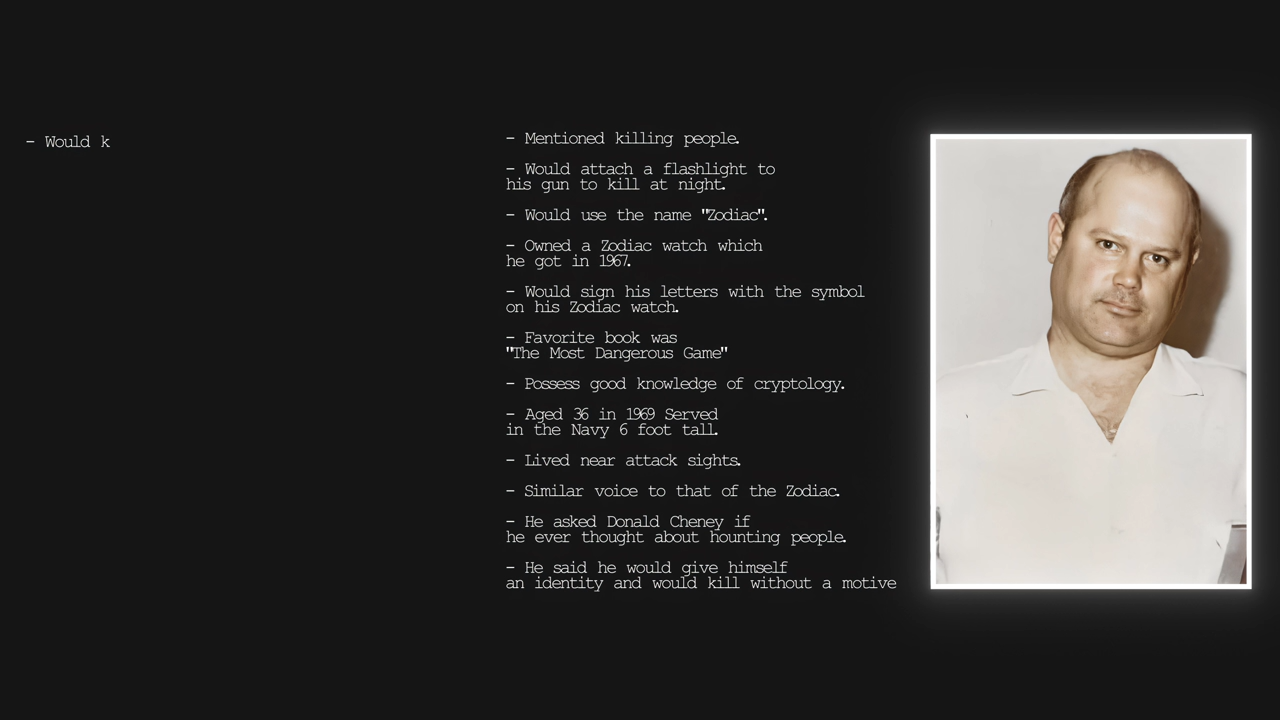 - Would k
- Mentioned killing people.
- Would attach a flashlight to
his gun to kill at night.
- Would use the name "Zodiac".
- Owned a Zodiac watch which
he got in 1967.
- Would sign his letters with the symbol
on his Zodiac watch.
- Favorite book was
"The Most Dangerous Game"
- Possess good knowledge of cryptology.
- Aged 36 in 1969 Served
in the Navy 6 foot tall.
- Lived near attack sights.
- Similar voice to that of the Zodiac.
- He asked Donald Cheney if
he ever thought about hounting people.
- He said he would give himself
an identity and would kill without a motive